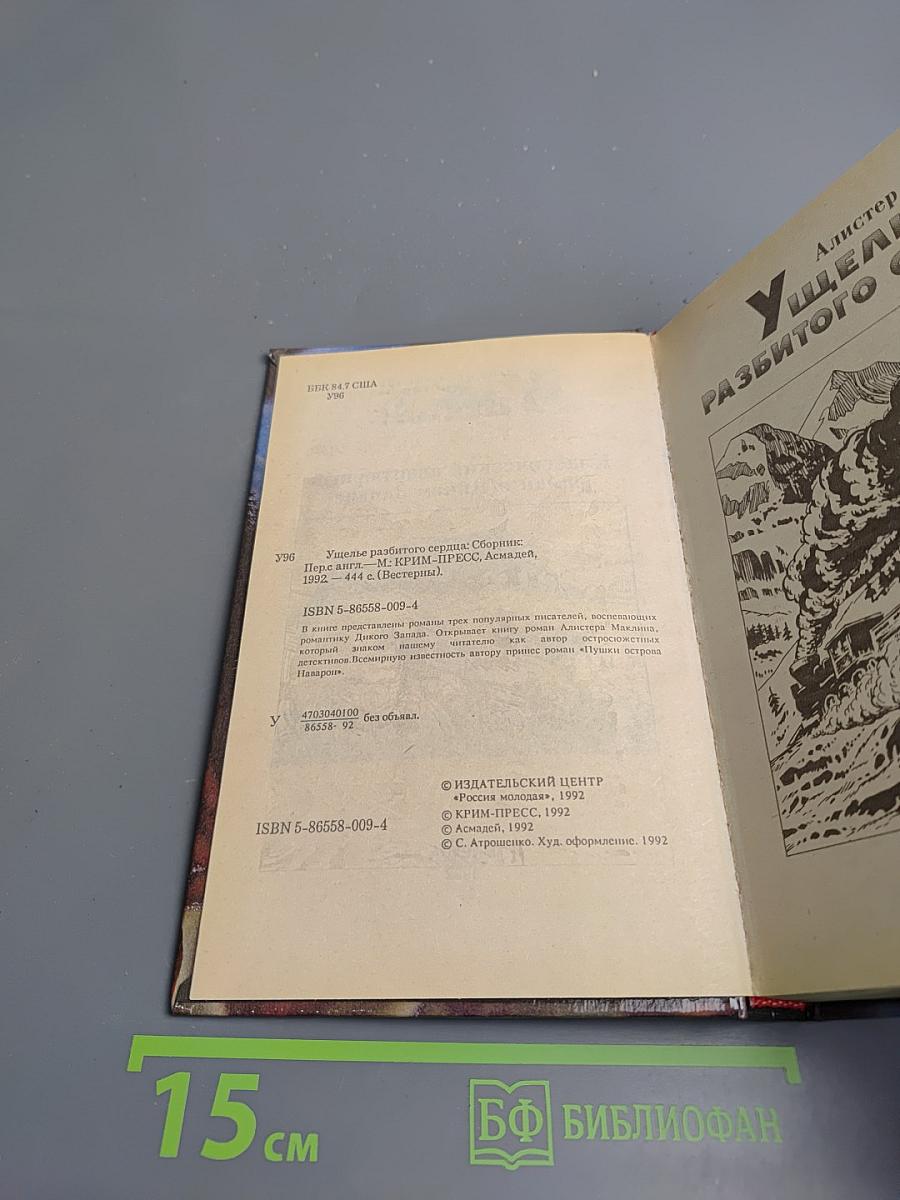 ББК 84.7 США
У96
У96 Ущелье разбитого сердца: Сборник:
Пер.с англ.—М.: КРИМ-ПРЕСС, Асмадей,
1992. — 444 с. (Вестерны).
ISBN 5-86558-009-4
В книге представлены романы трех популярных писателей, воспевающих
романтику Дикого Запада. Открывает книгу роман Алистера Маклина,
который знаком нашему читателю как автор остросюжетных
детективов.Всемирную известность автору принес роман «Пушки острова
Наварон».
У 4703040100 без объявл.
86558- 92
© ИЗДАТЕЛЬСКИЙ ЦЕНТР
«Россия молодая», 1992
© КРИМ-ПРЕСС, 1992
ISBN 5-86558-009-4
© Асмадей, 1992
© С. Атрошенко. Худ. оформление. 1992
Алистер
УЩЕЛЬ
РАЗБИТОГО С
15 см
БФ БИБЛИОФАН